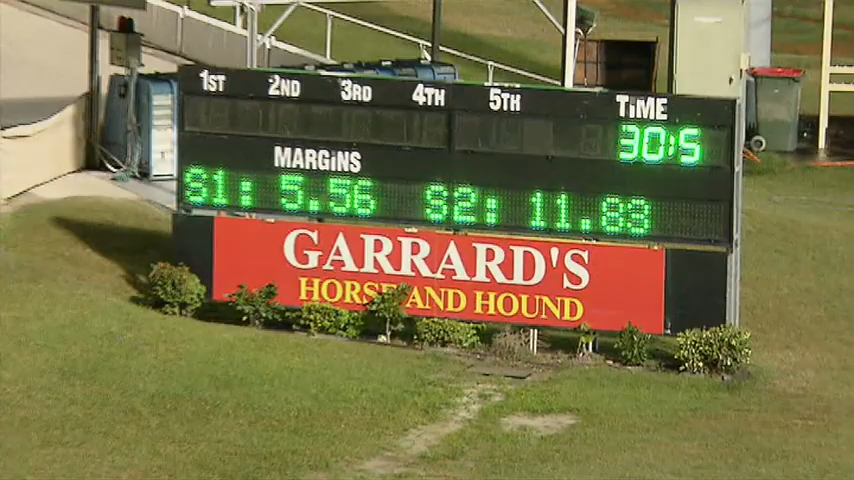 1ST 2ND 3RD 4TH 5TH TIME
30:5
MARGINS
S1: 5.56 S2: 11.83
GARRARD'S
HORSE AND HOUND